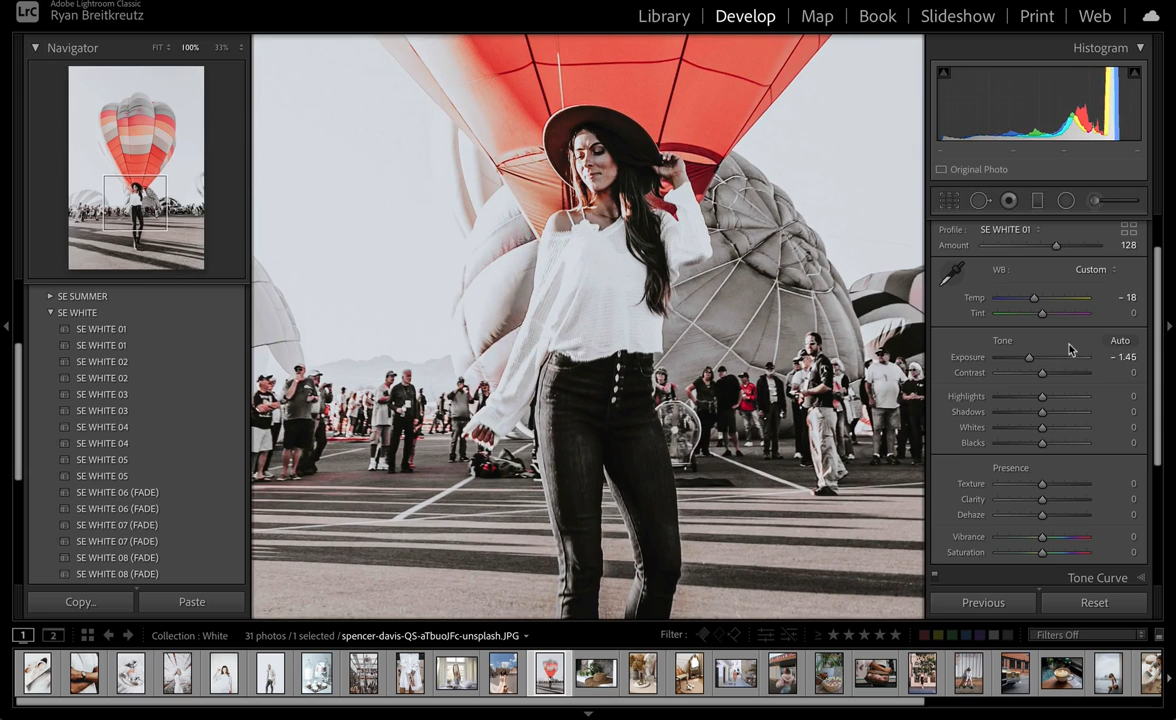 LrC
Adobe Lightroom Classic
Ryan Breitkreutz
Library | Develop | Map | Book | Slideshow | Print | Web
Navigator FIT 100% 33%
SE SUMMER
SE WHITE
SE WHITE 01
SE WHITE 01
SE WHITE 02
SE WHITE 02
SE WHITE 03
SE WHITE 03
SE WHITE 04
SE WHITE 04
SE WHITE 05
SE WHITE 05
SE WHITE 06 (FADE)
SE WHITE 06 (FADE)
SE WHITE 07 (FADE)
SE WHITE 07 (FADE)
SE WHITE 08 (FADE)
SE WHITE 08 (FADE)
Copy... Paste
Histogram
Original Photo
Profile : SE WHITE 01
Amount 128
WB : Custom
Temp - 18
Tint 0
Tone Auto
Exposure - 1.45
Contrast 0
Highlights 0
Shadows 0
Whites 0
Blacks 0
Presence
Texture 0
Clarity 0
Dehaze 0
Vibrance 0
Saturation 0
Tone Curve
Previous Reset
1 2 Collection : White 31 photos / 1 selected / spencer-davis-QS-aTbuoJFc-unsplash.JPG Filter : Filters Off